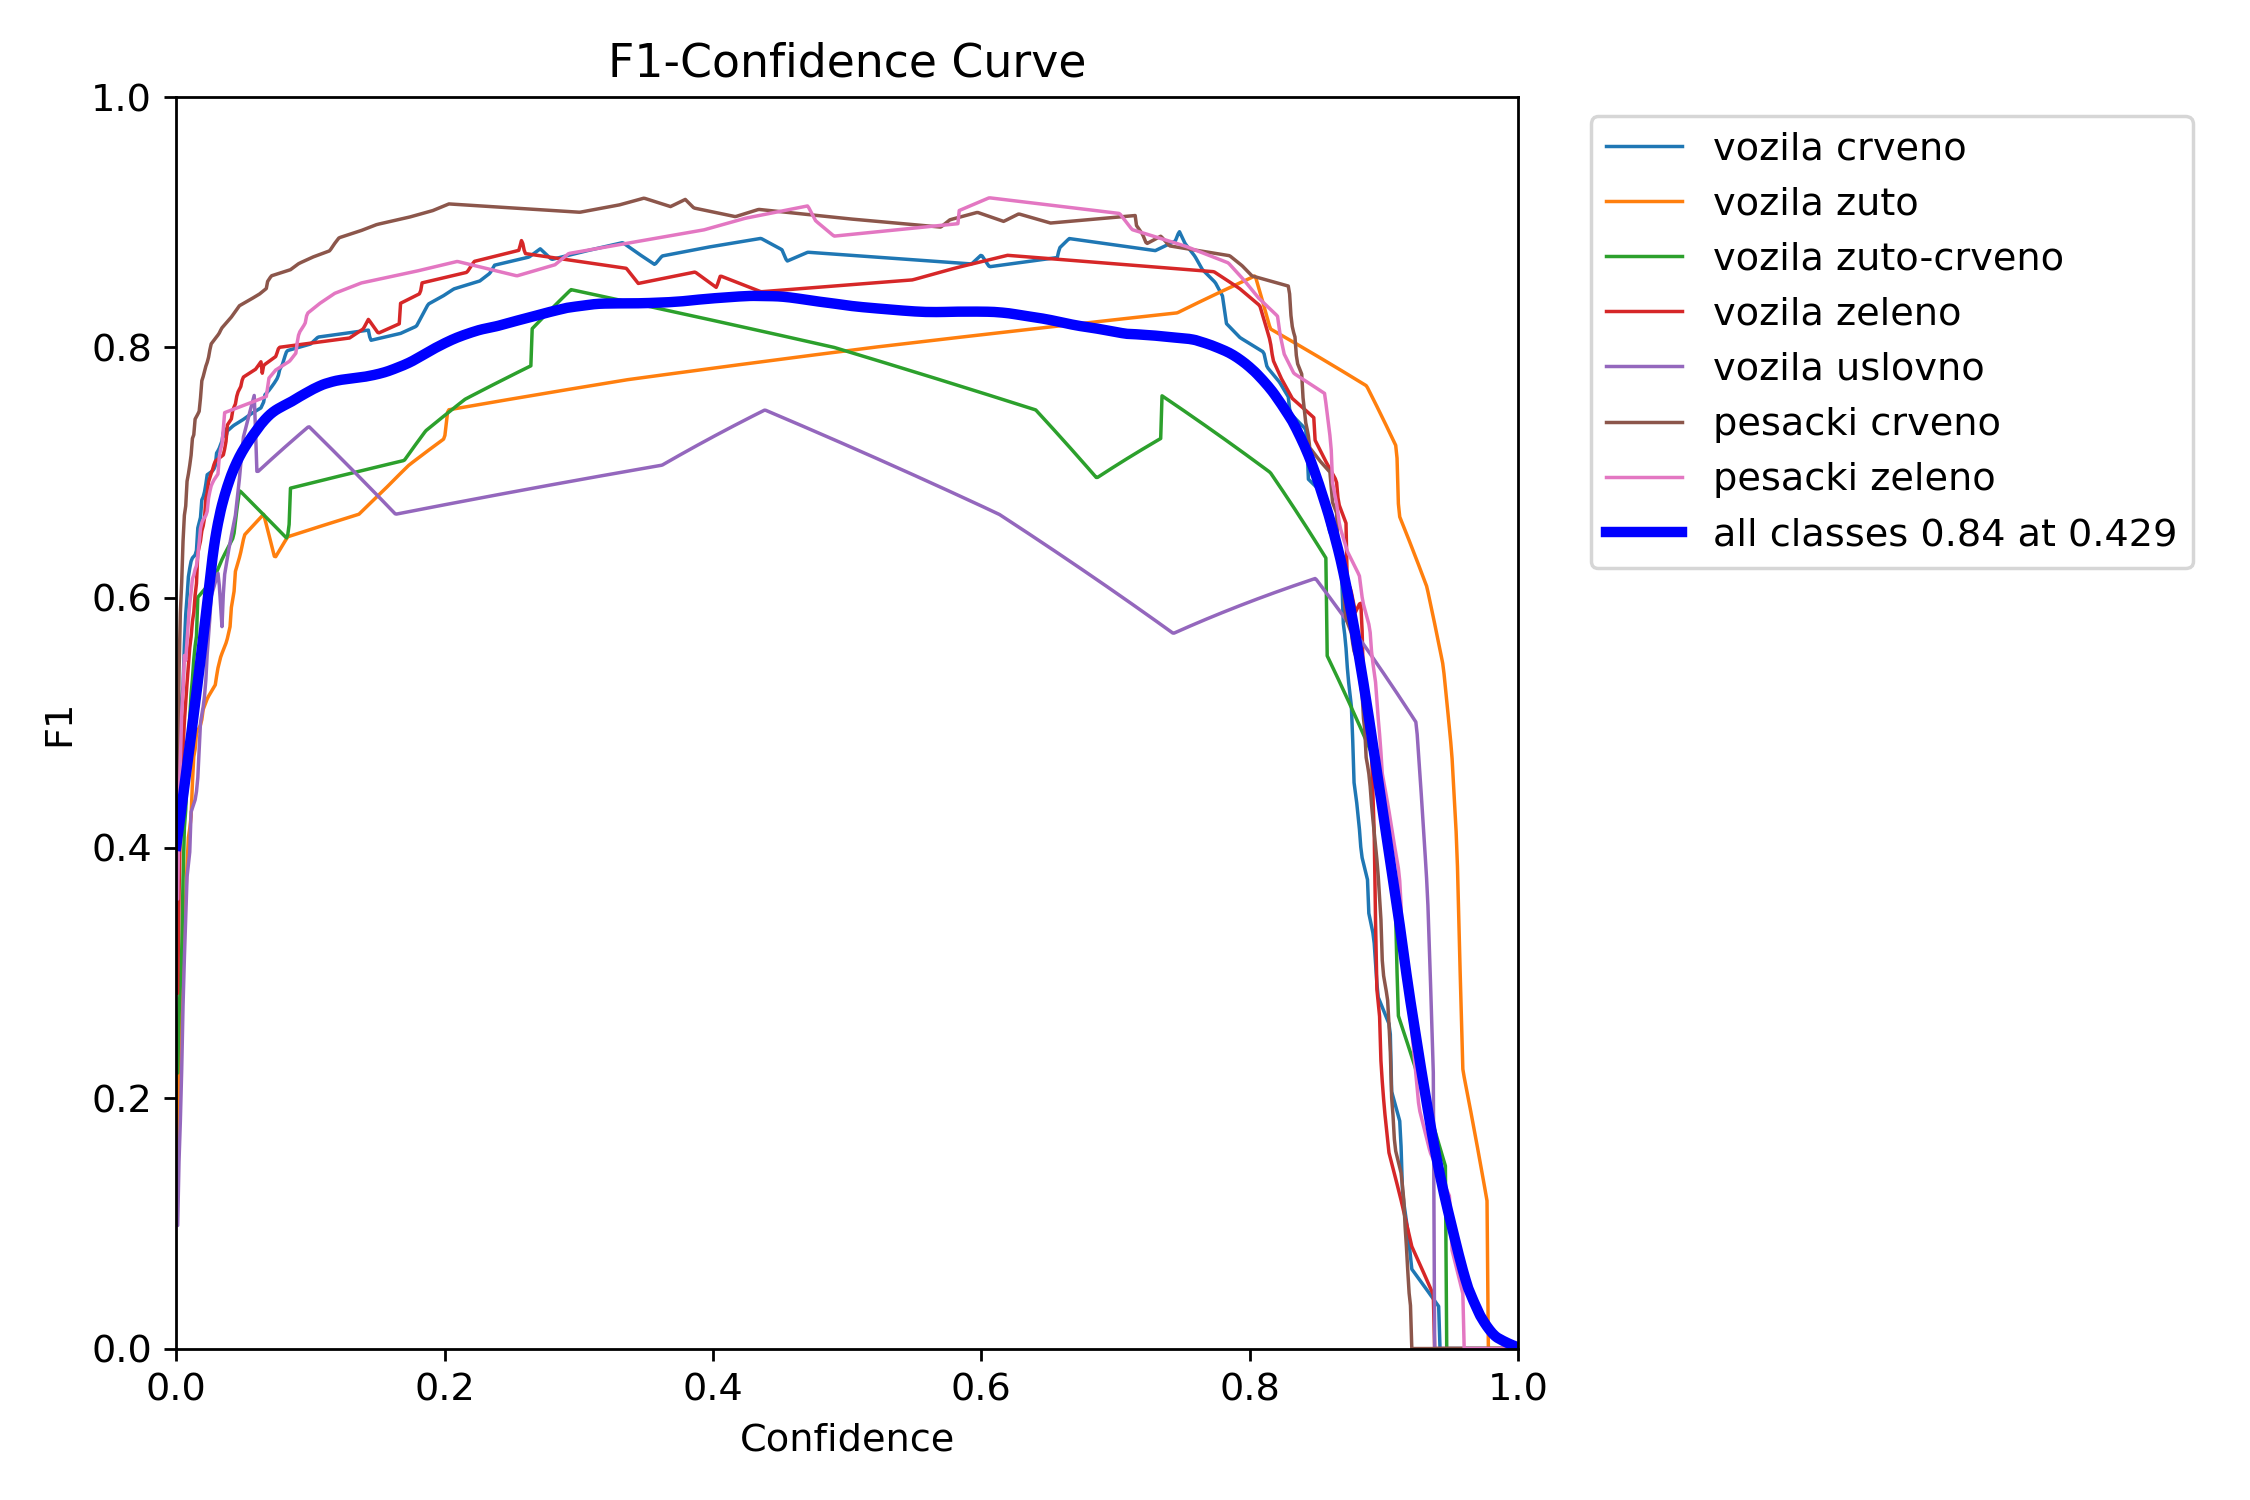 F1-Confidence Curve
1.0
0.8
0.6
0.4
0.2
0.0
F1
0.0 0.2 0.4 0.6 0.8 1.0
Confidence
vozila crveno
vozila zuto
vozila zuto-crveno
vozila zeleno
vozila uslovno
pesacki crveno
pesacki zeleno
all classes 0.84 at 0.429